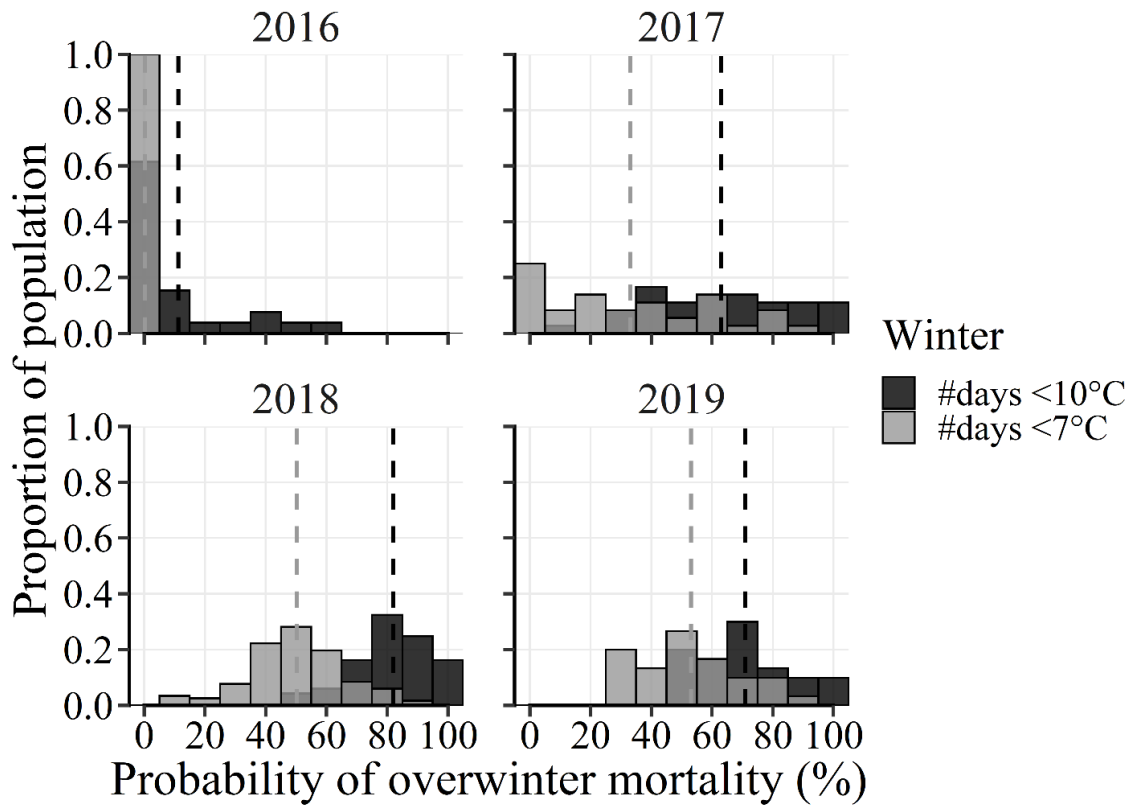 2016 2017
1.0
0.8
0.6
0.4
0.2
0.0
2018 2019
1.0
0.8
0.6
0.4
0.2
0.0
0 20 40 60 80 100 0 20 40 60 80 100
Proportion of population
Probability of overwinter mortality (%)
Winter
#days <10°C
#days <7°C